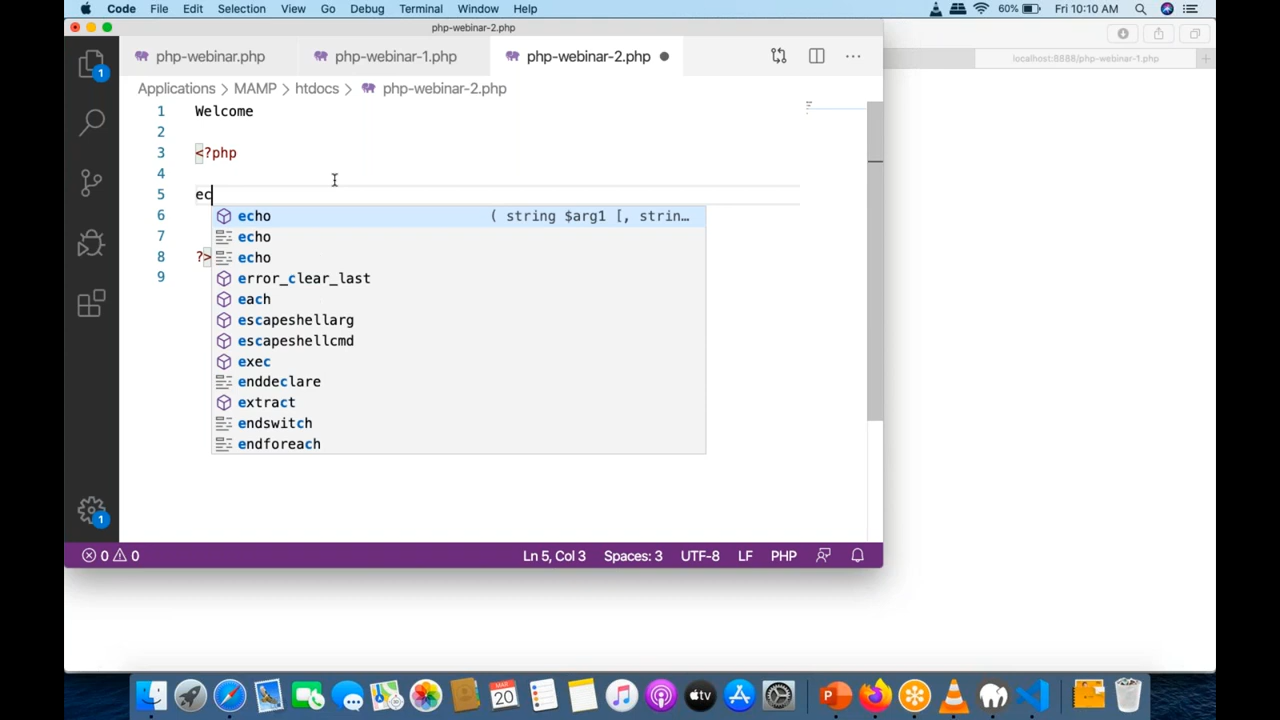 Code File Edit Selection View Go Debug Terminal Window Help 60% Fri 10:10 AM
php-webinar-2.php
php-webinar.php php-webinar-1.php php-webinar-2.php
localhost:8888/php-webinar-1.php
Applications > MAMP > htdocs > php-webinar-2.php
1 Welcome
2
3 <?php
4
5 ec
6 echo ( string $arg1 [, strin…
7 echo
echo
8 ?>
9 error_clear_last
each
escapeshellarg
escapeshellcmd
exec
enddeclare
extract
endswitch
endforeach
1
1
0 0 Ln 5, Col 3 Spaces: 3 UTF-8 LF PHP
MAR
20
tv